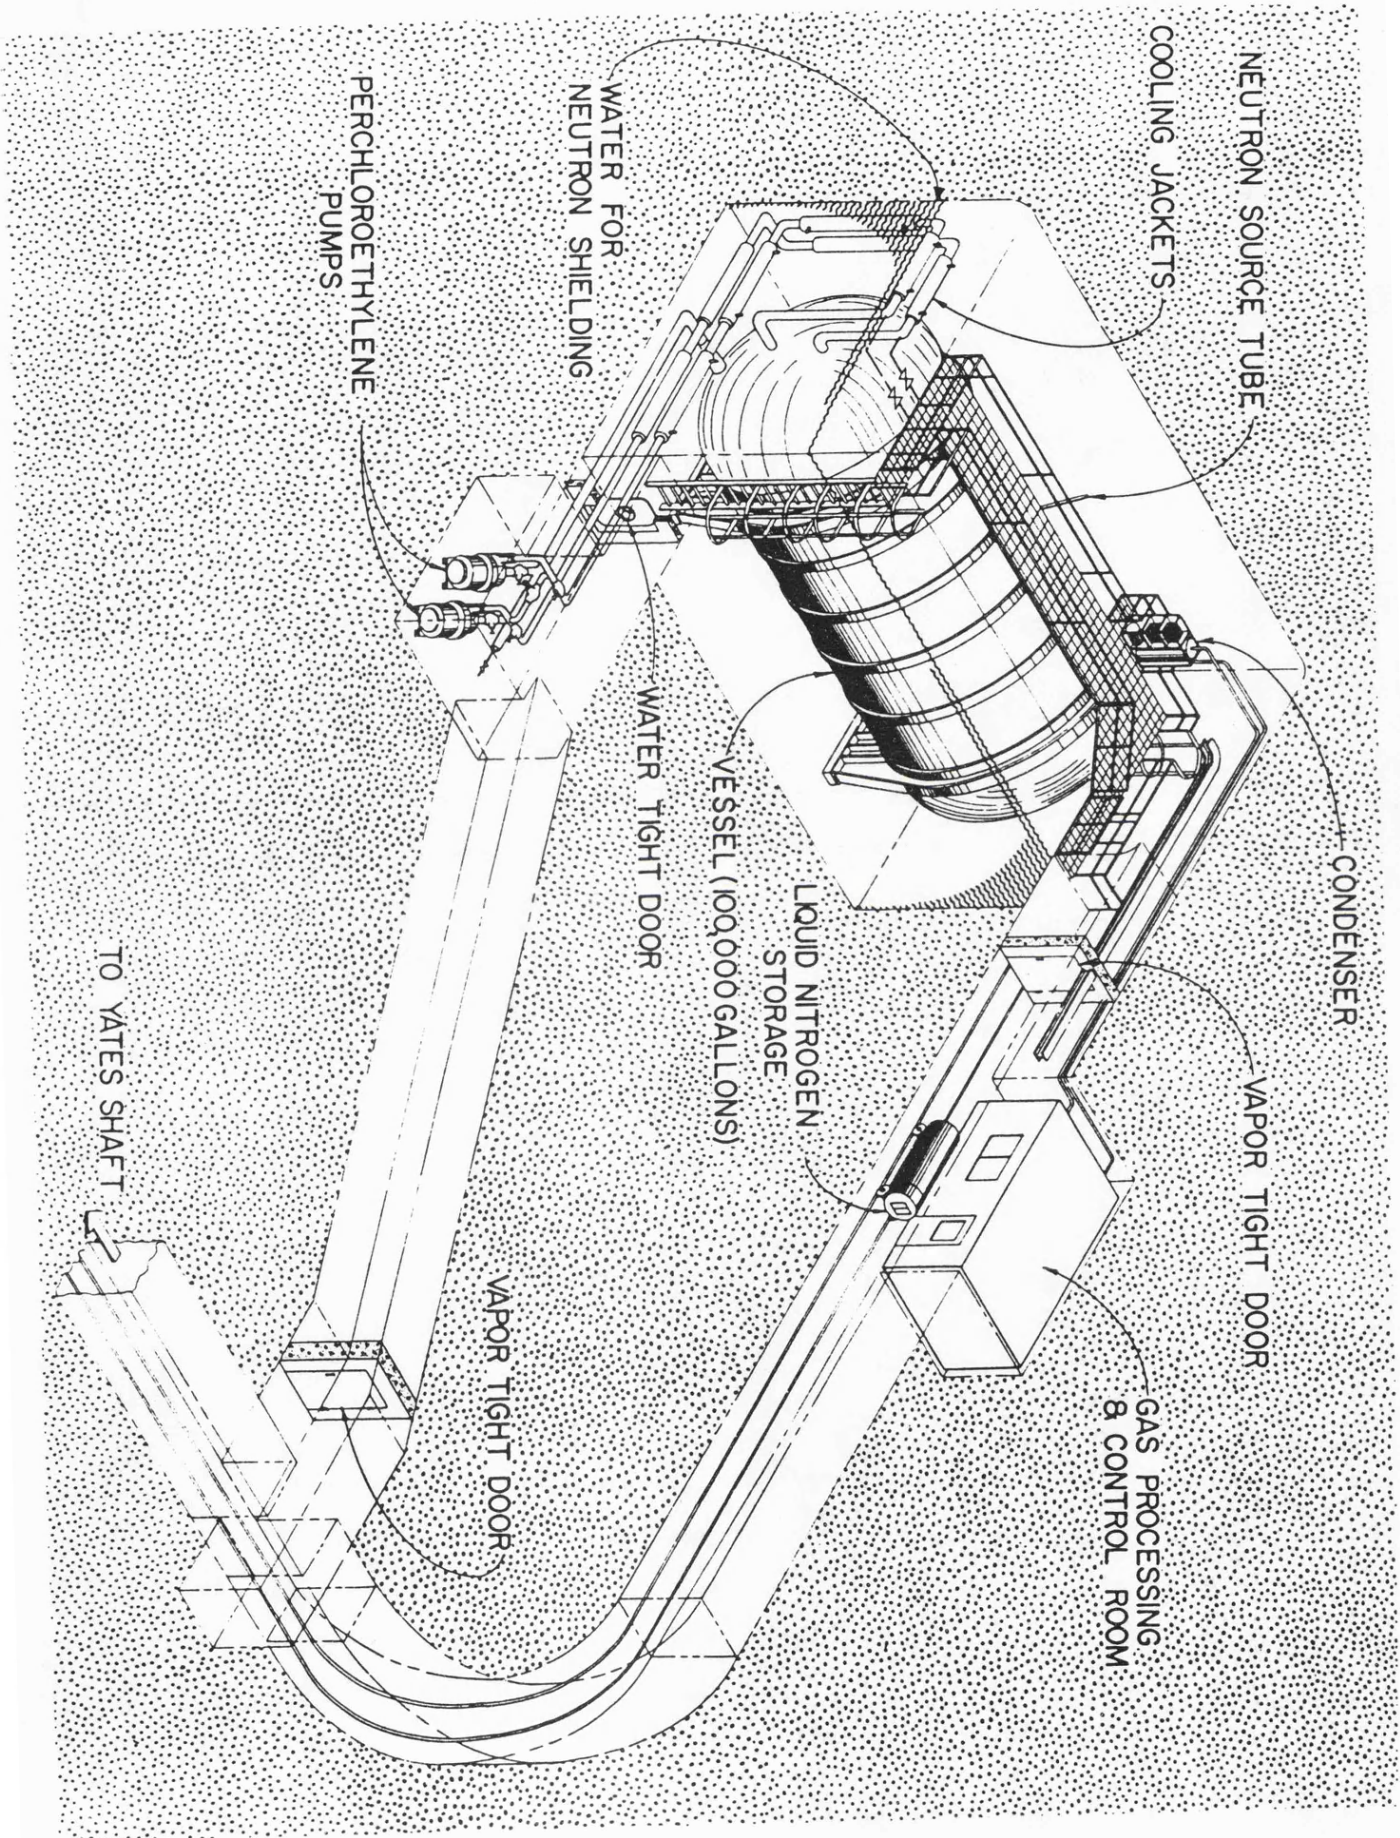 NEUTRON SOURCE TUBE
COOLING JACKETS
WATER FOR
NEUTRON SHIELDING
PERCHLOROETHYLENE
PUMPS
CONDENSER
VAPOR TIGHT DOOR
GAS PROCESSING
& CONTROL ROOM
LIQUID NITROGEN
STORAGE
VESSEL (100,000 GALLONS)
WATER TIGHT DOOR
VAPOR TIGHT DOOR
TO YATES SHAFT